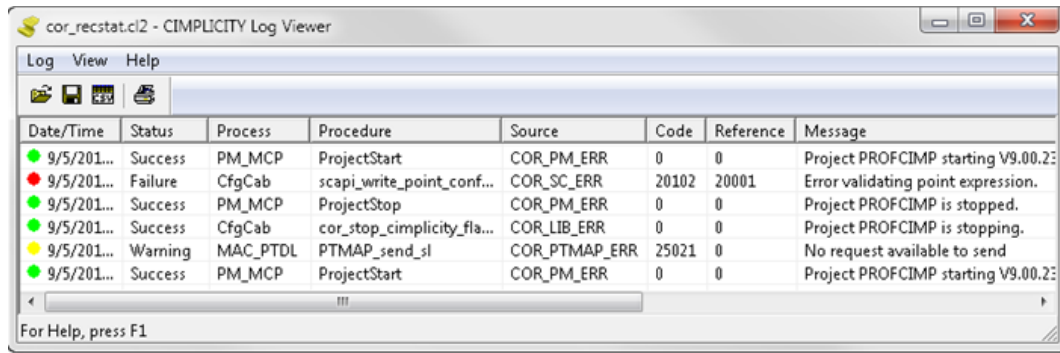 cor_recstat.cl2 - CIMPLICITY Log Viewer
Log View Help
CSV
Date/Time Status Process Procedure Source Code Reference Message
9/5/201... Success PM_MCP ProjectStart COR_PM_ERR 0 0 Project PROFCIMP starting V9.00.23
9/5/201... Failure CfgCab scapi_write_point_conf... COR_SC_ERR 20102 20001 Error validating point expression.
9/5/201... Success PM_MCP ProjectStop COR_PM_ERR 0 0 Project PROFCIMP is stopped.
9/5/201... Success CfgCab cor_stop_cimplicity_fla... COR_LIB_ERR 0 0 Project PROFCIMP is stopping.
9/5/201... Warning MAC_PTDL PTMAP_send_sl COR_PTMAP_ERR 25021 0 No request available to send
9/5/201... Success PM_MCP ProjectStart COR_PM_ERR 0 0 Project PROFCIMP starting V9.00.23
For Help, press F1